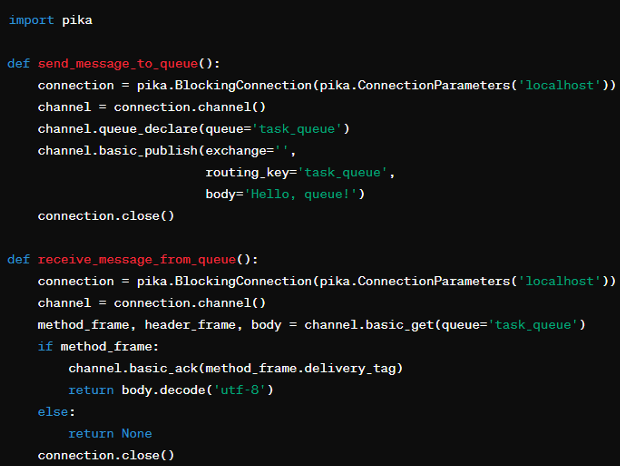 import pika

def send_message_to_queue():
    connection = pika.BlockingConnection(pika.ConnectionParameters('localhost'))
    channel = connection.channel()
    channel.queue_declare(queue='task_queue')
    channel.basic_publish(exchange='',
                          routing_key='task_queue',
                          body='Hello, queue!')
    connection.close()

def receive_message_from_queue():
    connection = pika.BlockingConnection(pika.ConnectionParameters('localhost'))
    channel = connection.channel()
    method_frame, header_frame, body = channel.basic_get(queue='task_queue')
    if method_frame:
        channel.basic_ack(method_frame.delivery_tag)
        return body.decode('utf-8')
    else:
        return None
    connection.close()